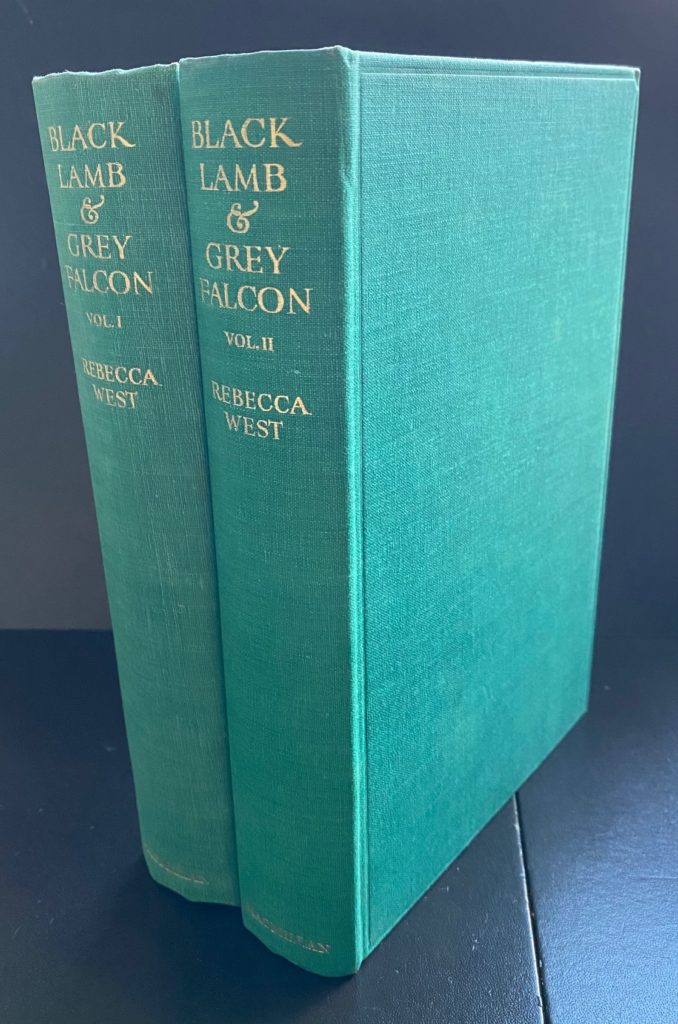 BLACK
LAMB
&
GREY
FALCON
VOL. I
REBECCA
WEST
BLACK
LAMB
&
GREY
FALCON
VOL. II
REBECCA
WEST
MACMILLAN